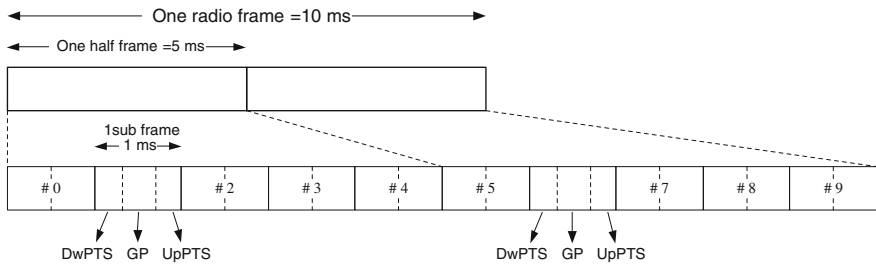 One radio frame =10 ms
One half frame =5 ms
1sub frame
1 ms
# 0 # 2 # 3 # 4 # 5 # 7 # 8 # 9
DwPTS GP UpPTS DwPTS GP UpPTS